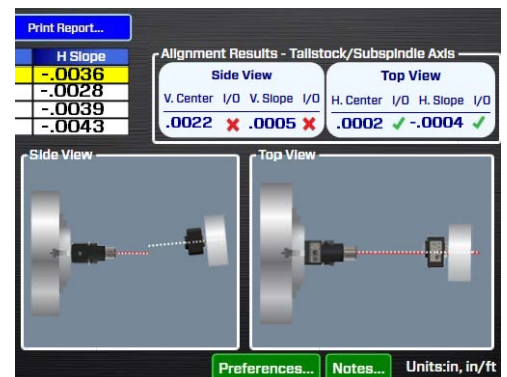 Print Report...
H Slope
-.0036
-.0028
-.0039
-.0043
Alignment Results - Tailstock/Subspindle Axis
Side View
V. Center I/O V. Slope I/O
.0022 .0005
Top View
H. Center I/O H. Slope I/O
.0002 -.0004
Side View
Top View
Preferences...
Notes...
Units:in, in/ft